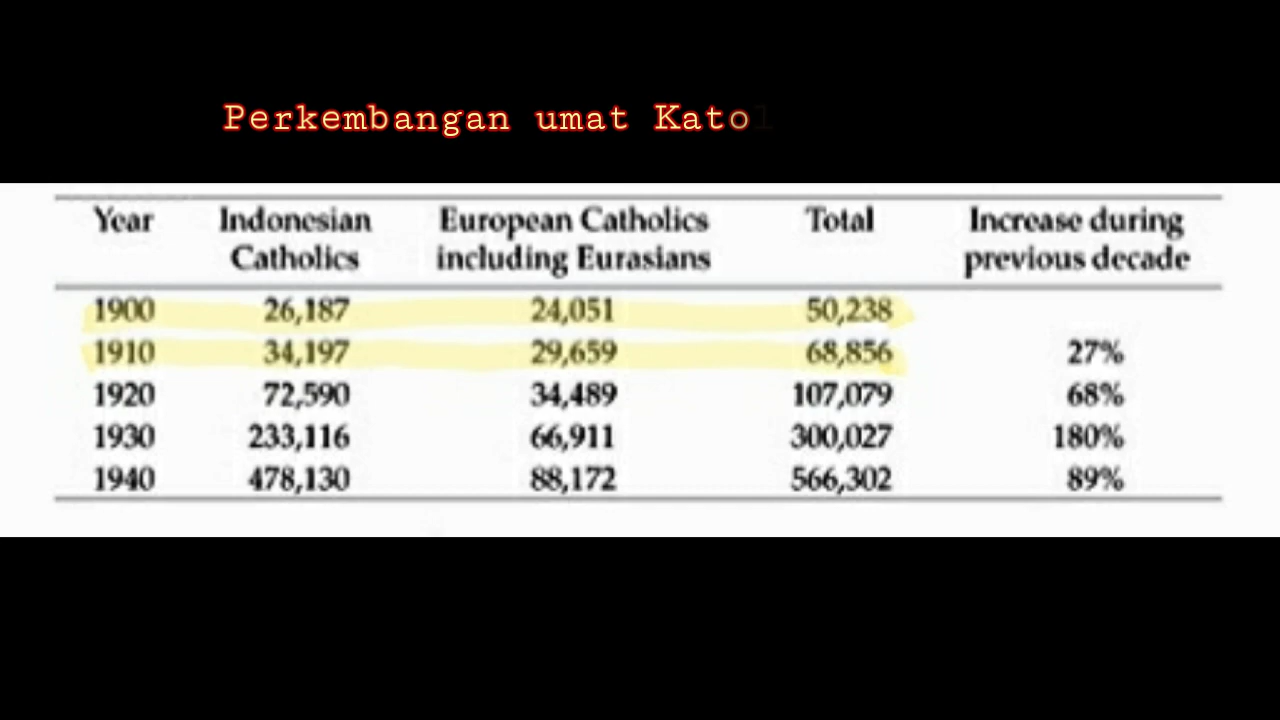 Perkembangan umat Katol
Year Indonesian Catholics European Catholics including Eurasians Total Increase during previous decade
1900 26,187 24,051 50,238
1910 34,197 29,659 68,856 27%
1920 72,590 34,489 107,079 68%
1930 233,116 66,911 300,027 180%
1940 478,130 88,172 566,302 89%